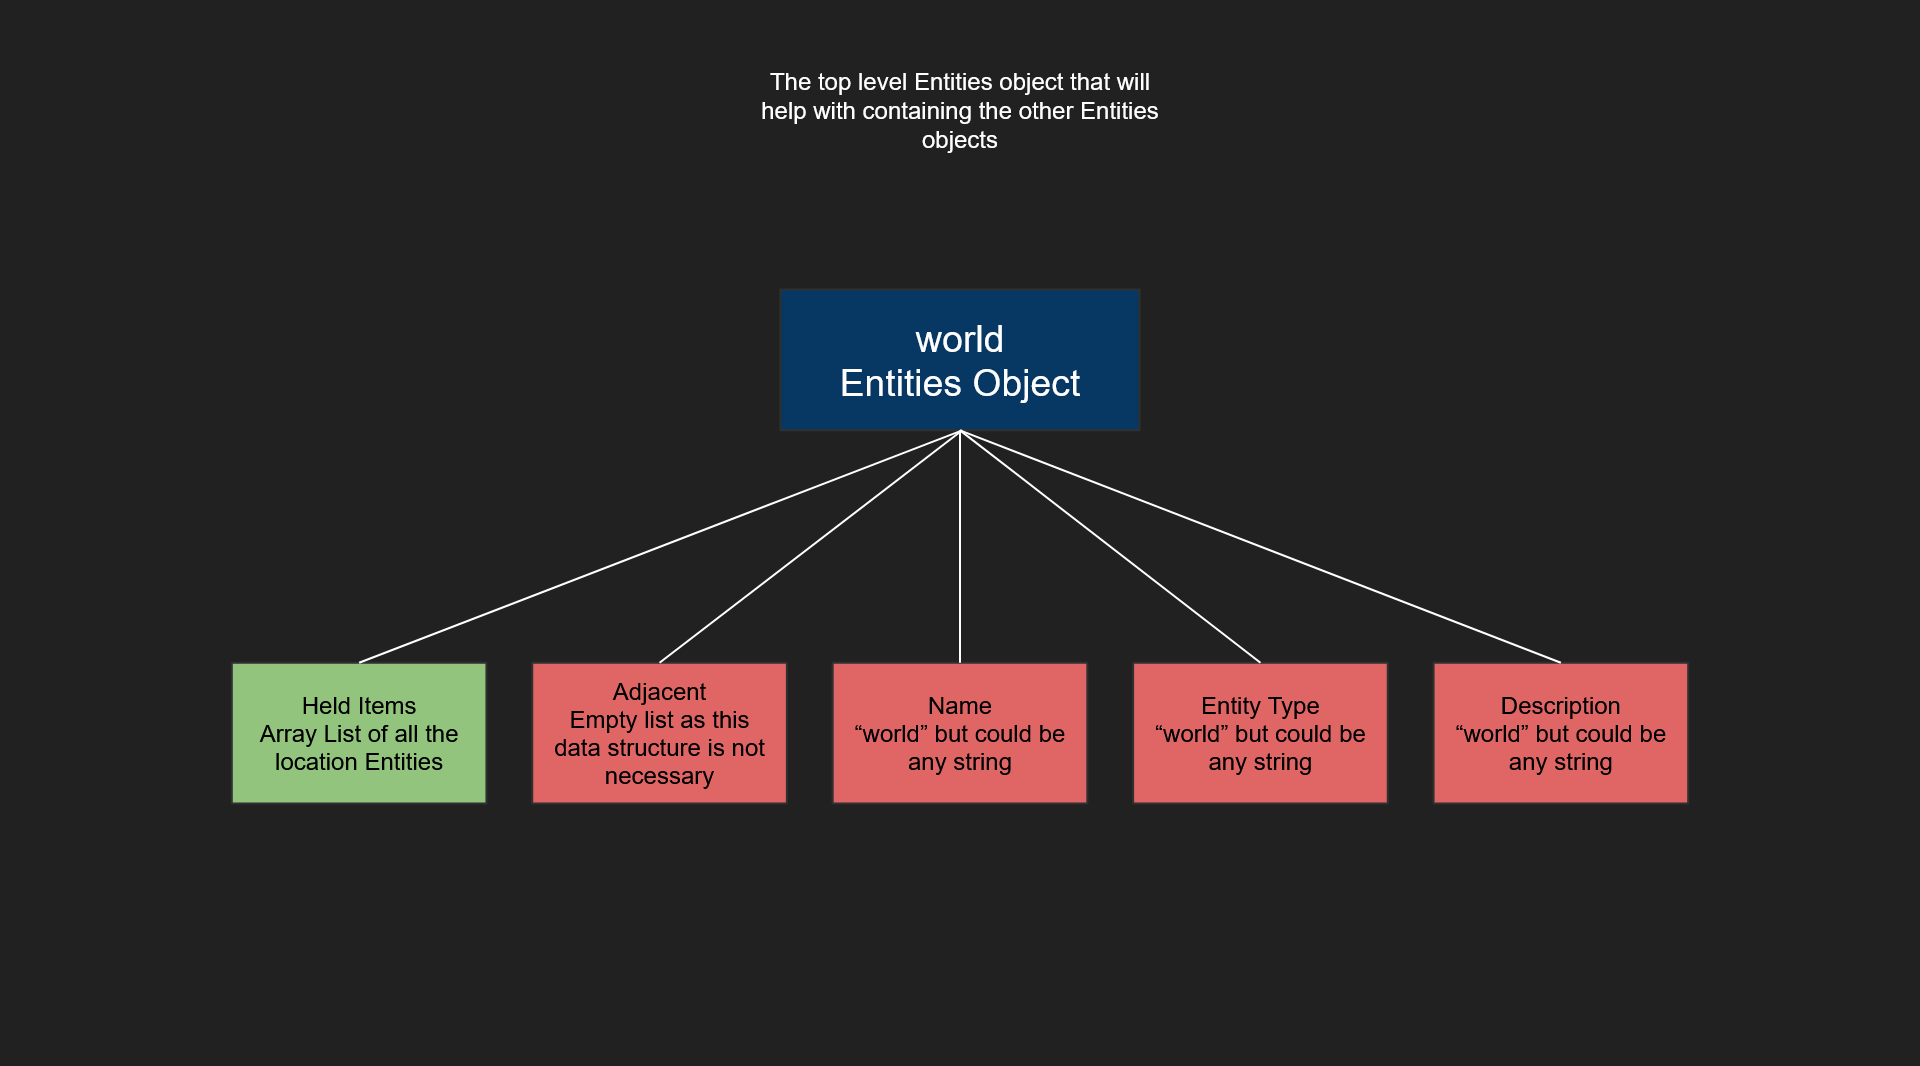 The top level Entities object that will
help with containing the other Entities
objects
world
Entities Object
Held Items
Array List of all the
location Entities
Adjacent
Empty list as this
data structure is not
necessary
Name
“world” but could be
any string
Entity Type
“world” but could be
any string
Description
“world” but could be
any string